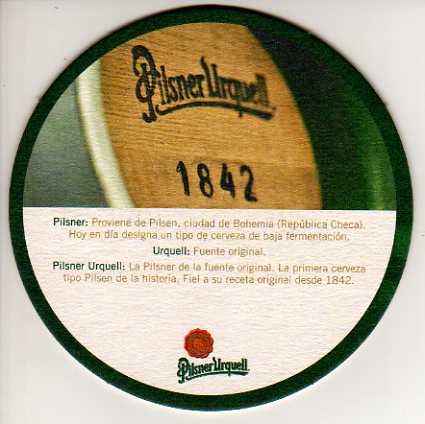 Pilsner Urquell
1842
Pilsner: Proviene de Pilsen, ciudad de Bohemia (República Checa).
Hoy en día designa un tipo de cerveza de baja fermentación.
Urquell: Fuente original.
Pilsner Urquell: La Pilsner de la fuente original. La primera cerveza
tipo Pilsen de la historia. Fiel a su receta original desde 1842.
Pilsner Urquell